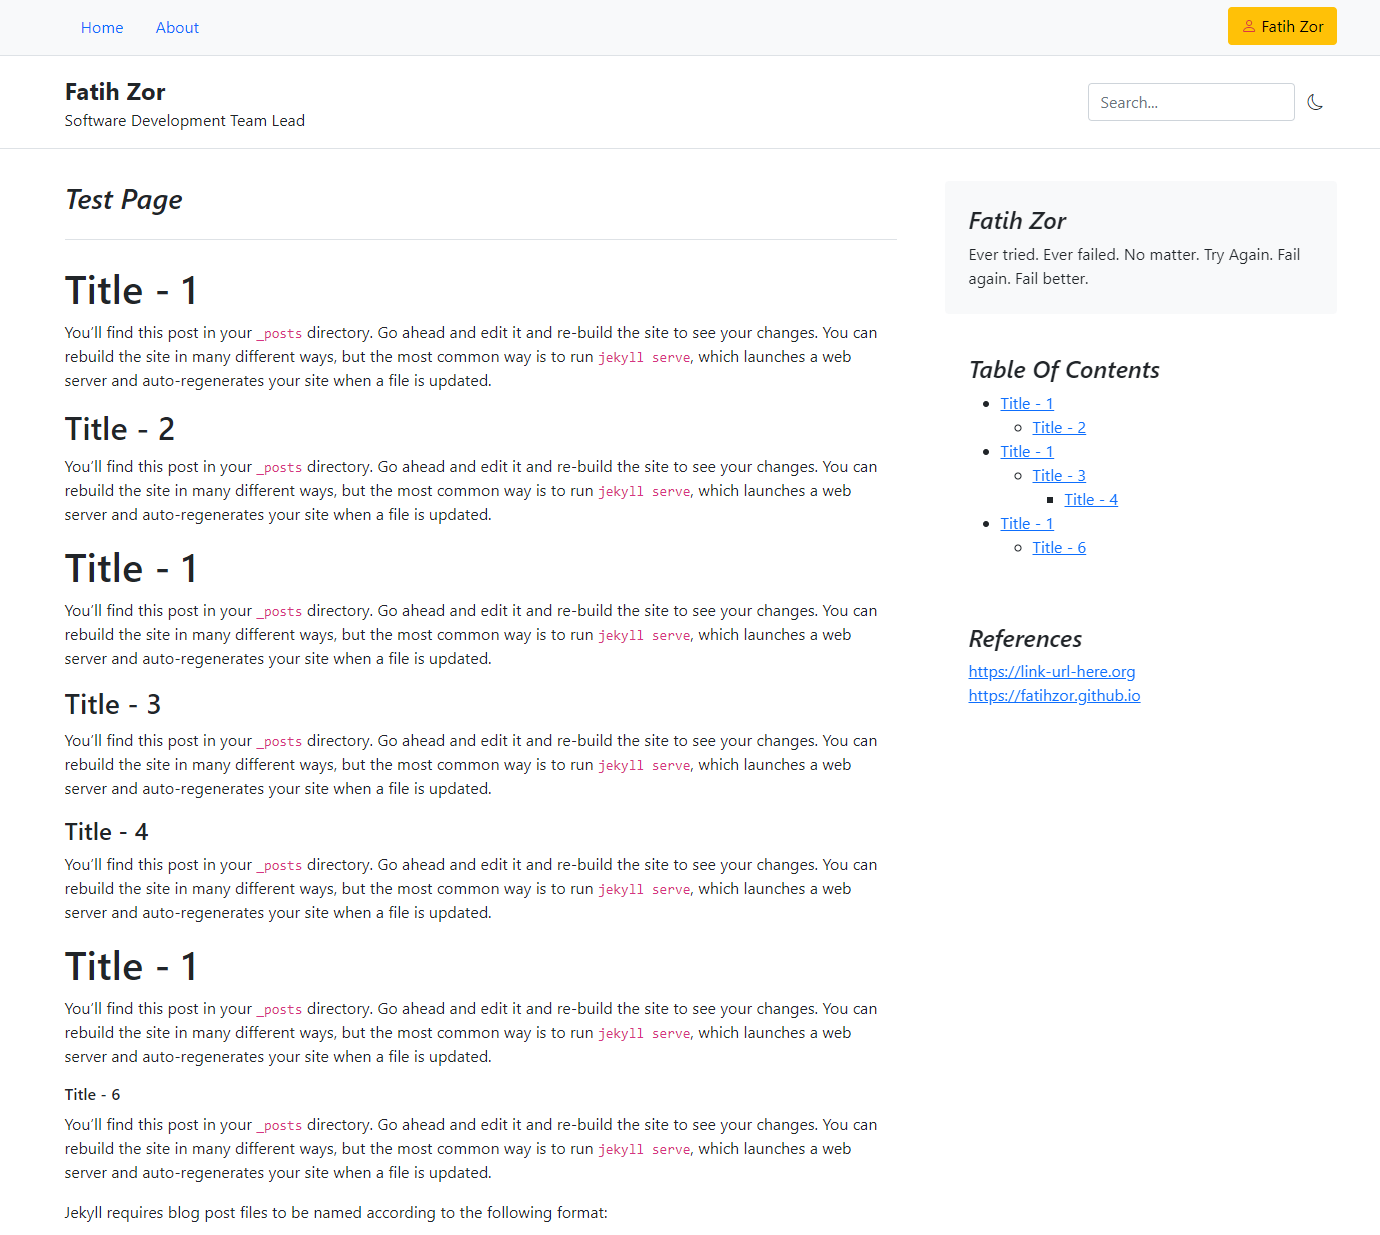 Home About Fatih Zor
Fatih Zor
Software Development Team Lead
Search...
Test Page
Title - 1
You’ll find this post in your _posts directory. Go ahead and edit it and re-build the site to see your changes. You can
rebuild the site in many different ways, but the most common way is to run jekyll serve, which launches a web
server and auto-regenerates your site when a file is updated.
Title - 2
You’ll find this post in your _posts directory. Go ahead and edit it and re-build the site to see your changes. You can
rebuild the site in many different ways, but the most common way is to run jekyll serve, which launches a web
server and auto-regenerates your site when a file is updated.
Title - 1
You’ll find this post in your _posts directory. Go ahead and edit it and re-build the site to see your changes. You can
rebuild the site in many different ways, but the most common way is to run jekyll serve, which launches a web
server and auto-regenerates your site when a file is updated.
Title - 3
You’ll find this post in your _posts directory. Go ahead and edit it and re-build the site to see your changes. You can
rebuild the site in many different ways, but the most common way is to run jekyll serve, which launches a web
server and auto-regenerates your site when a file is updated.
Title - 4
You’ll find this post in your _posts directory. Go ahead and edit it and re-build the site to see your changes. You can
rebuild the site in many different ways, but the most common way is to run jekyll serve, which launches a web
server and auto-regenerates your site when a file is updated.
Title - 1
You’ll find this post in your _posts directory. Go ahead and edit it and re-build the site to see your changes. You can
rebuild the site in many different ways, but the most common way is to run jekyll serve, which launches a web
server and auto-regenerates your site when a file is updated.
Title - 6
You’ll find this post in your _posts directory. Go ahead and edit it and re-build the site to see your changes. You can
rebuild the site in many different ways, but the most common way is to run jekyll serve, which launches a web
server and auto-regenerates your site when a file is updated.
Jekyll requires blog post files to be named according to the following format:
Fatih Zor
Ever tried. Ever failed. No matter. Try Again. Fail
again. Fail better.
Table Of Contents
Title - 1
Title - 2
Title - 1
Title - 3
Title - 4
Title - 1
Title - 6
References
https://link-url-here.org
https://fatihzor.github.io